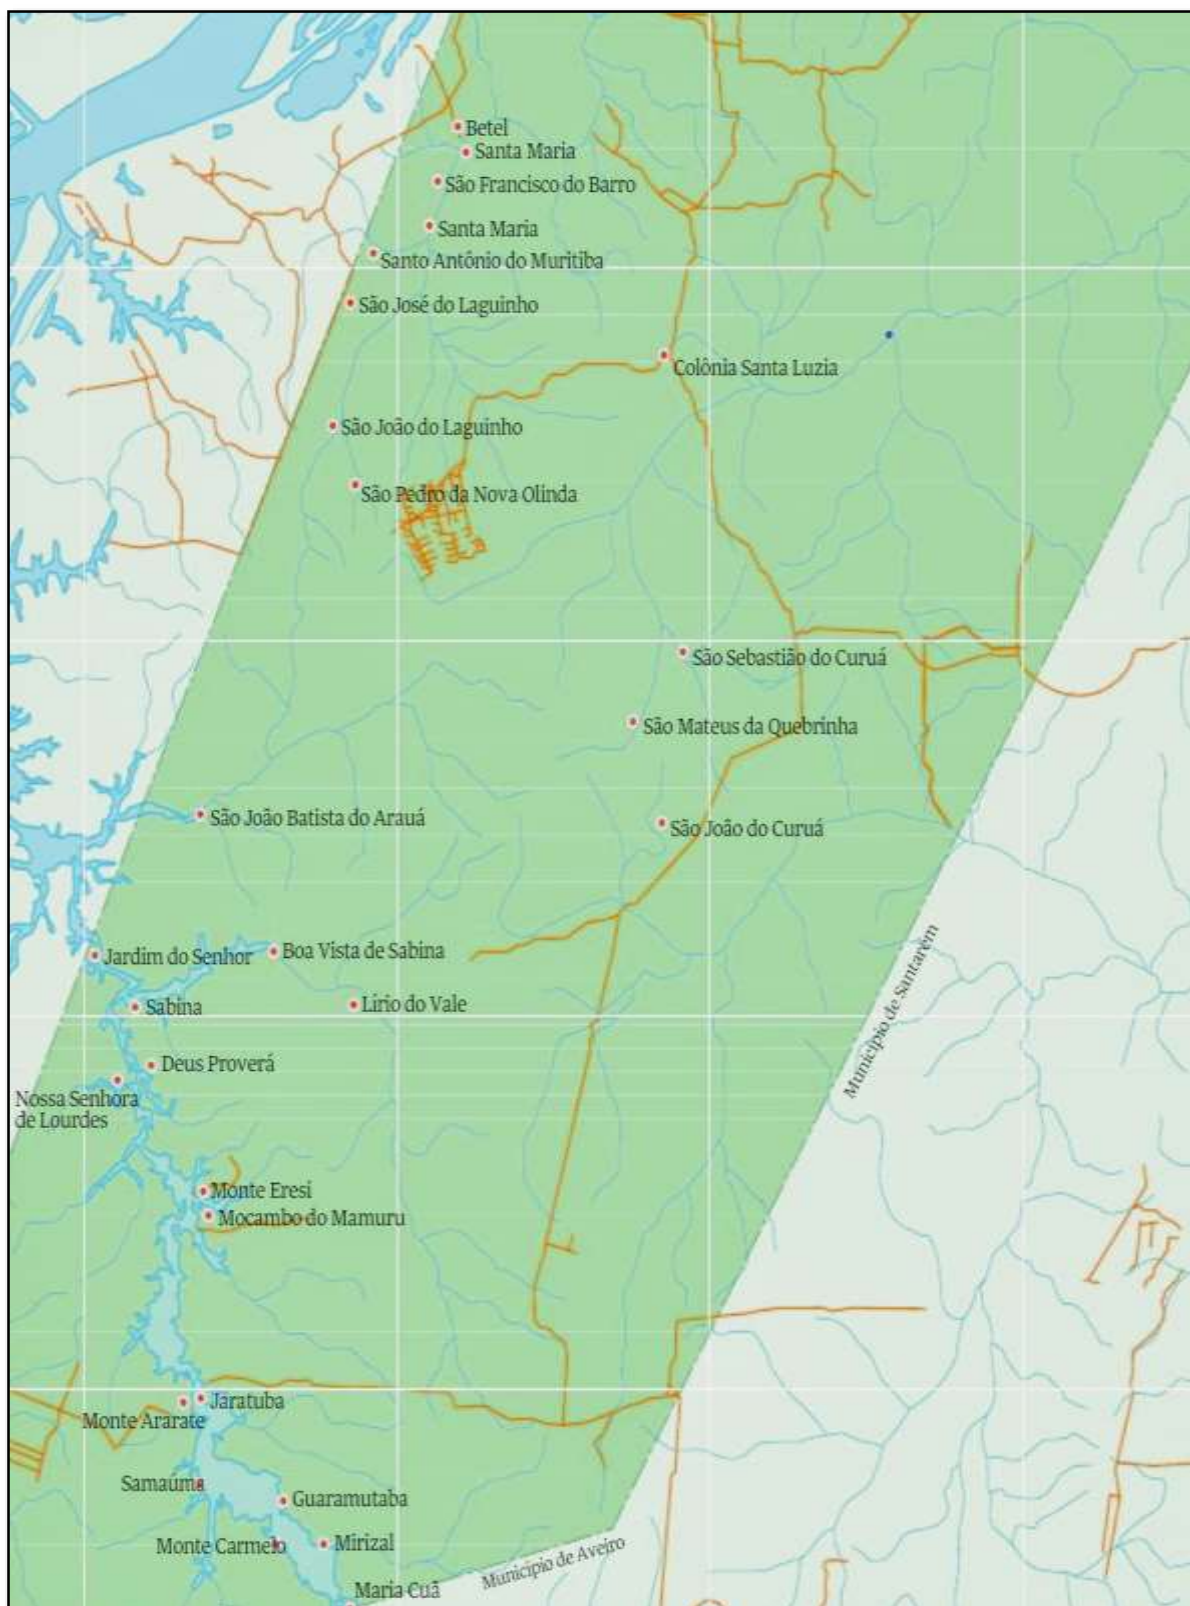 Betel
Santa Maria
São Francisco do Barro
Santa Maria
Santo Antônio do Muritiba
São José do Laguinho
Colônia Santa Luzia
São João do Laguinho
São Pedro da Nova Olinda
São Sebastião do Curuá
São Mateus da Quebrinha
São João Batista do Arauá
São João do Curuá
Jardim do Senhor
Boa Vista de Sabina
Sabina
Lirio do Vale
Município de Santarém
Deus Proverá
Nossa Senhora
de Lourdes
Monte Eresi
Mocambo do Mamuru
Jaratuba
Monte Ararate
Samaúma
Guaramutaba
Monte Carmelo
Mirizal
Município de Aveiro
Maria Cuã